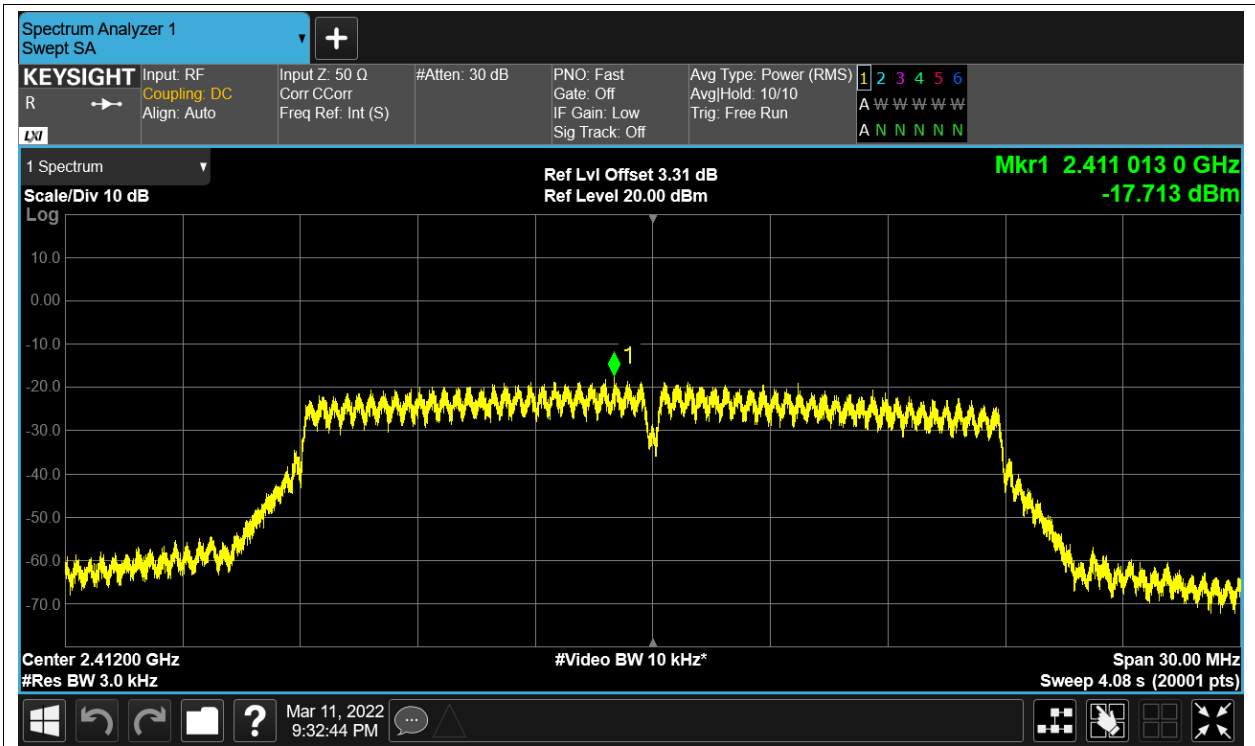 Spectrum Analyzer 1
Swept SA
KEYSIGHT
R
LXI
Input: RF
Coupling: DC
Align: Auto
Input Z: 50 Ω
Corr CCorr
Freq Ref: Int (S)
#Atten: 30 dB
PNO: Fast
Gate: Off
IF Gain: Low
Sig Track: Off
Avg Type: Power (RMS)
Avg|Hold: 10/10
Trig: Free Run
1 2 3 4 5 6
A W W W W W
A N N N N N
1 Spectrum
Scale/Div 10 dB
Ref Lvl Offset 3.31 dB
Ref Level 20.00 dBm
Mkr1 2.411 013 0 GHz
-17.713 dBm
Log
10.0
0.00
-10.0
-20.0
-30.0
-40.0
-50.0
-60.0
-70.0
1
Center 2.41200 GHz
#Res BW 3.0 kHz
#Video BW 10 kHz*
Span 30.00 MHz
Sweep 4.08 s (20001 pts)
?
Mar 11, 2022
9:32:44 PM